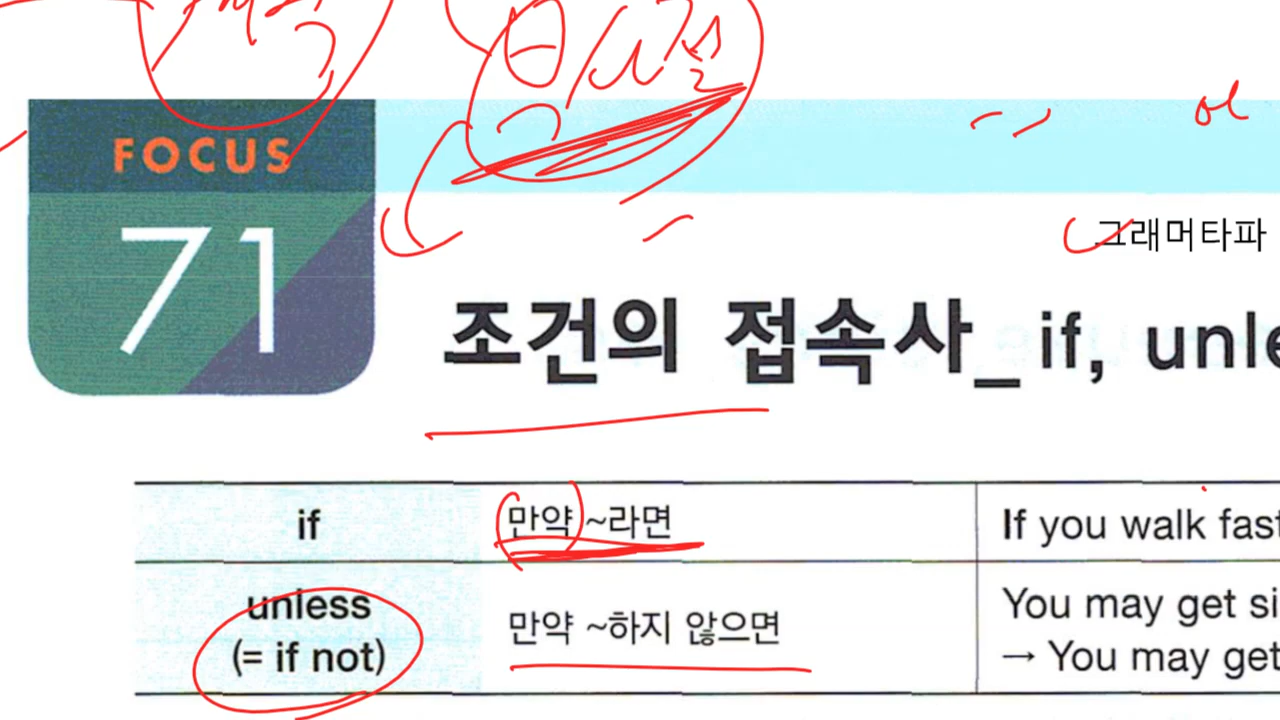 FOCUS
71
그래머타파
조건의 접속사_ if, unle
if
만약 ~라면
If you walk fast
unless
(= if not)
만약 ~하지 않으면
You may get si
→ You may get